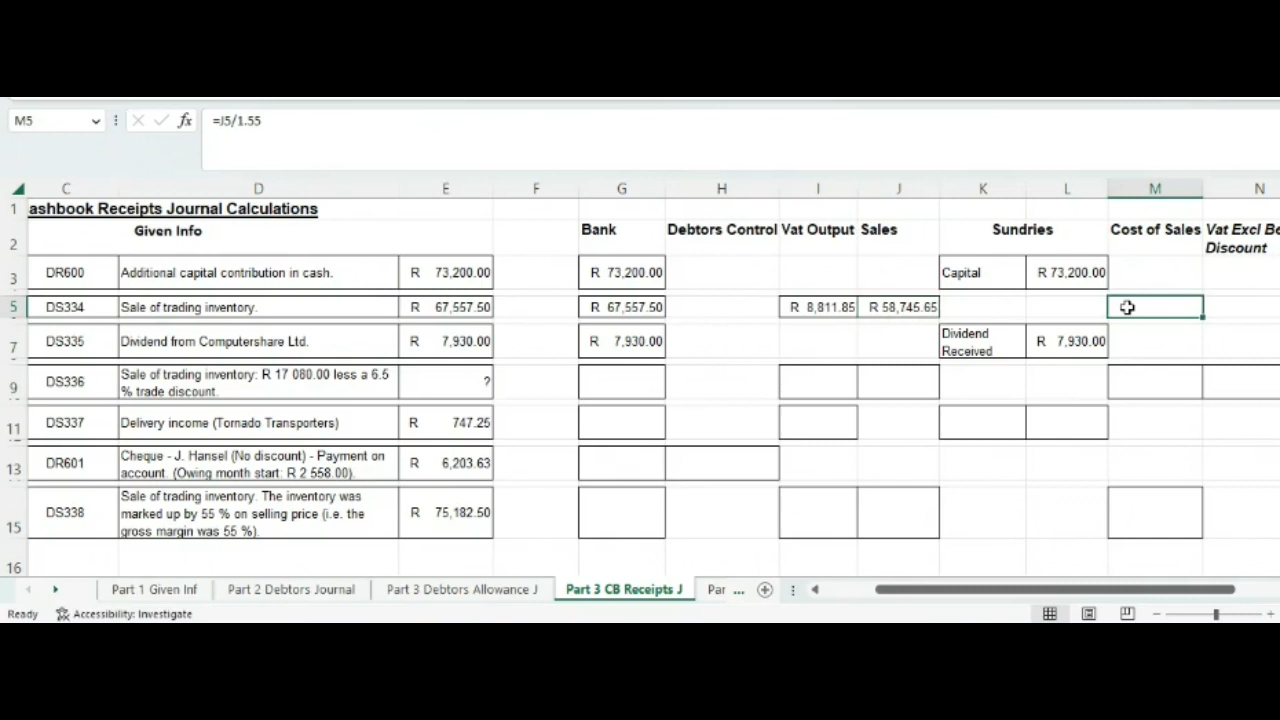 M5 fx =J5/1.55
C D E F G H I J K L M N
1 ashbook Receipts Journal Calculations
2 Given Info Bank Debtors Control Vat Output Sales Sundries Cost of Sales Vat Excl Be
Discount
3 DR600 Additional capital contribution in cash. R 73,200.00 R 73,200.00 Capital R 73,200.00
5 DS334 Sale of trading inventory. R 67,557.50 R 67,557.50 R 8,811.85 R 58,745.65
7 DS335 Dividend from Computershare Ltd. R 7,930.00 R 7,930.00 Dividend R 7,930.00
Received
9 DS336 Sale of trading inventory: R 17 080.00 less a 6.5 ?
% trade discount.
11 DS337 Delivery income (Tornado Transporters) R 747.25
13 DR601 Cheque - J. Hansel (No discount) - Payment on R 6,203.63
account. (Owing month start: R 2 558.00).
15 DS338 Sale of trading inventory. The inventory was R 75,182.50
marked up by 55 % on selling price (i.e. the
gross margin was 55 %).
16
Part 1 Given Inf Part 2 Debtors Journal Part 3 Debtors Allowance J Part 3 CB Receipts J Par ...
Ready Accessibility: Investigate